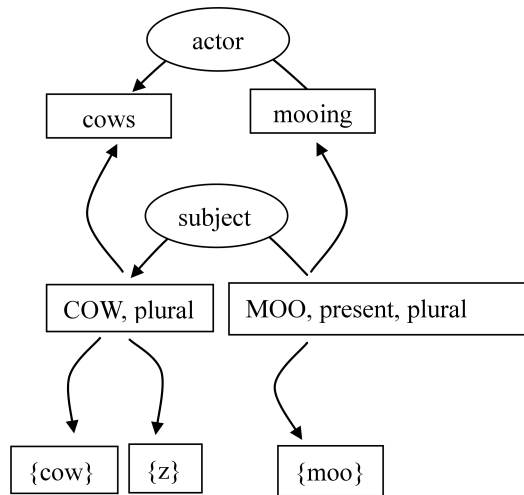 actor
cows
mooing
subject
COW, plural
MOO, present, plural
{cow}
{z}
{moo}